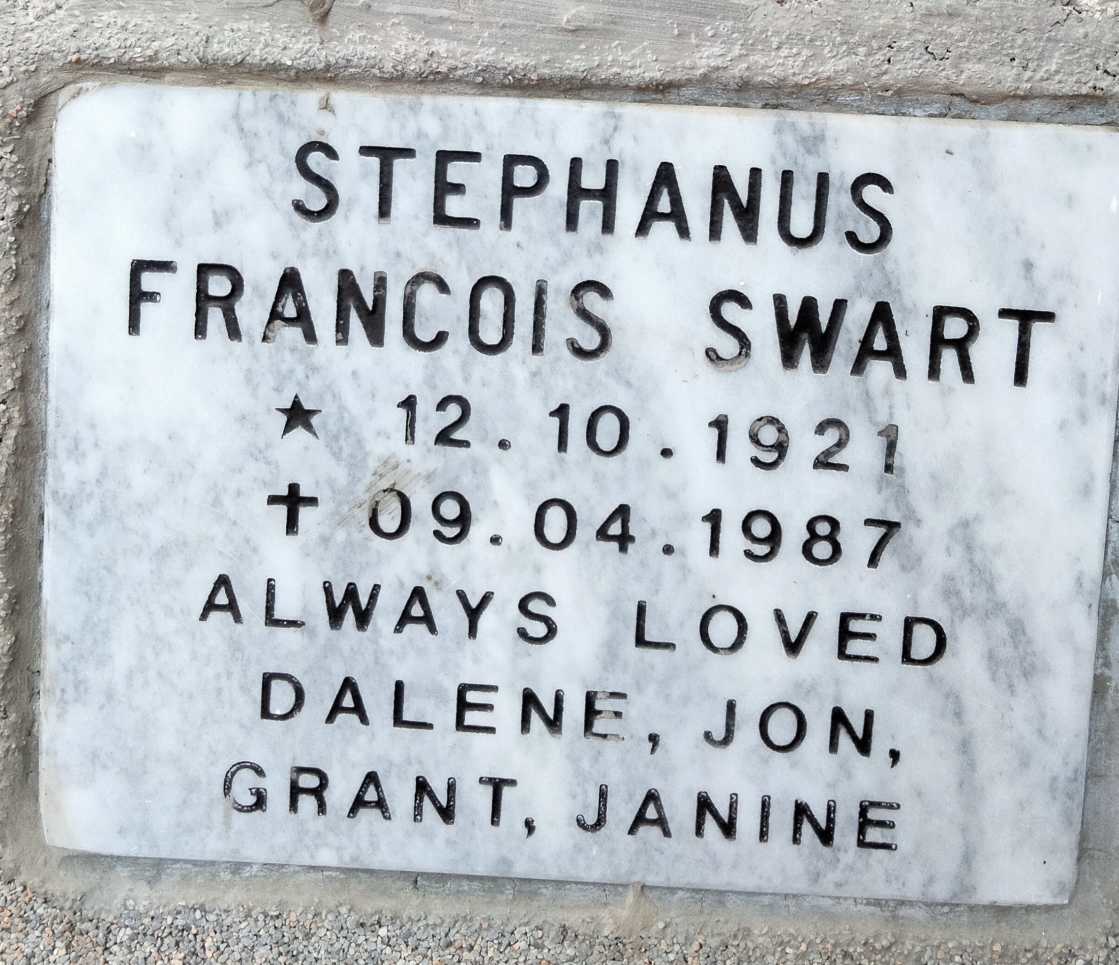 STEPHANUS
FRANCOIS SWART
★ 12.10.1921
✝ 09.04.1987
ALWAYS LOVED
DALENE, JON,
GRANT, JANINE